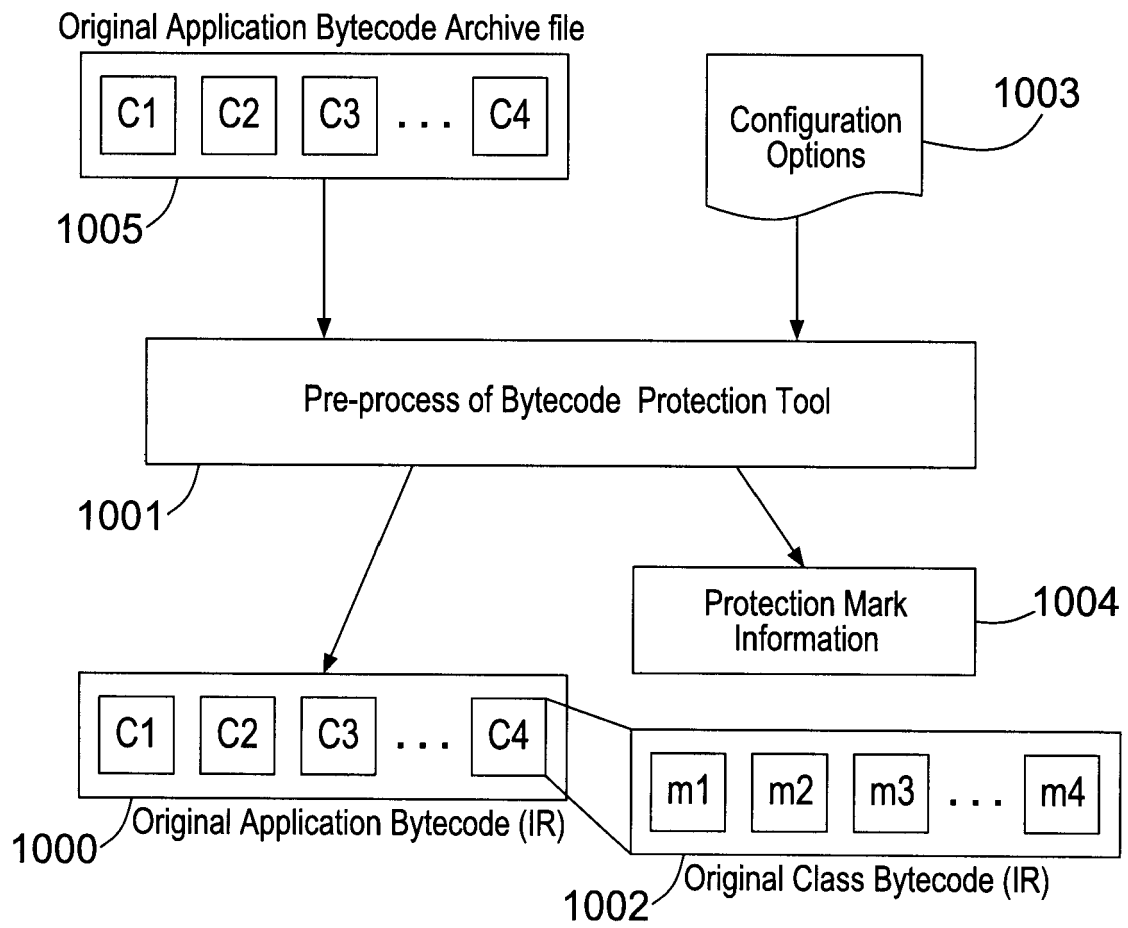 Original Application Bytecode Archive file
C1 C2 C3 . . . C4
1005
Configuration
Options
1003
Pre-process of Bytecode Protection Tool
1001
Protection Mark
Information
1004
C1 C2 C3 . . . C4
Original Application Bytecode (IR)
1000
m1 m2 m3 . . . m4
Original Class Bytecode (IR)
1002